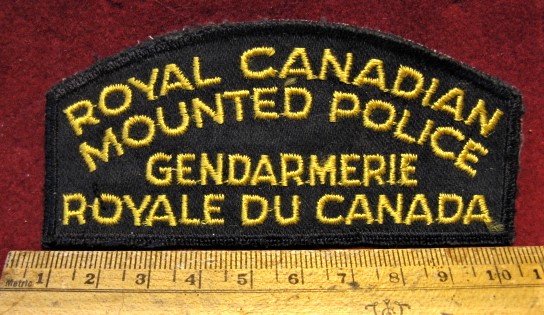 ROYAL CANADIAN
MOUNTED POLICE
GENDARMERIE
ROYALE DU CANADA
1 2 3 4 5 6 7 8 9 10 1
Metric